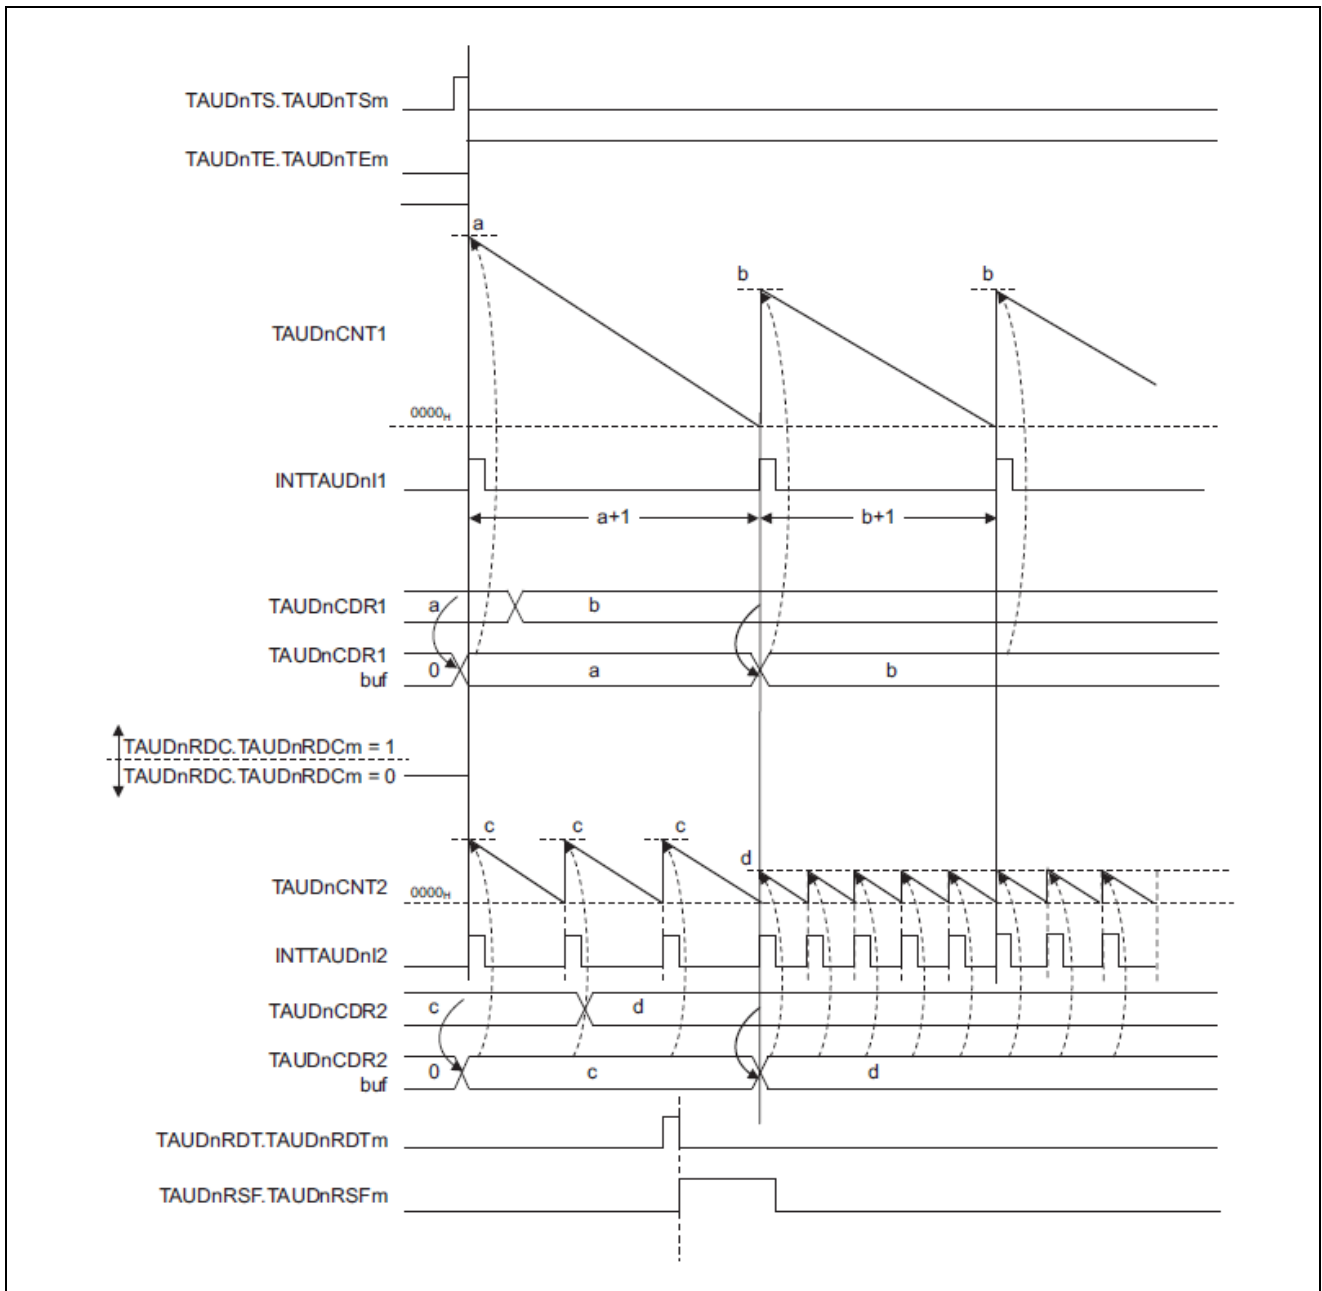 TAUDnTS.TAUDnTSm
TAUDnTE.TAUDnTEm
a
b b
TAUDnCNT1
0000H
INTTAUDnI1
a+1 b+1
TAUDnCDR1 a b
TAUDnCDR1
buf 0 a b
TAUDnRDC.TAUDnRDCm = 1
TAUDnRDC.TAUDnRDCm = 0
c c c
d
TAUDnCNT2 0000H
INTTAUDnI2
TAUDnCDR2 c d
TAUDnCDR2
buf 0 c d
TAUDnRDT.TAUDnRDTm
TAUDnRSF.TAUDnRSFm